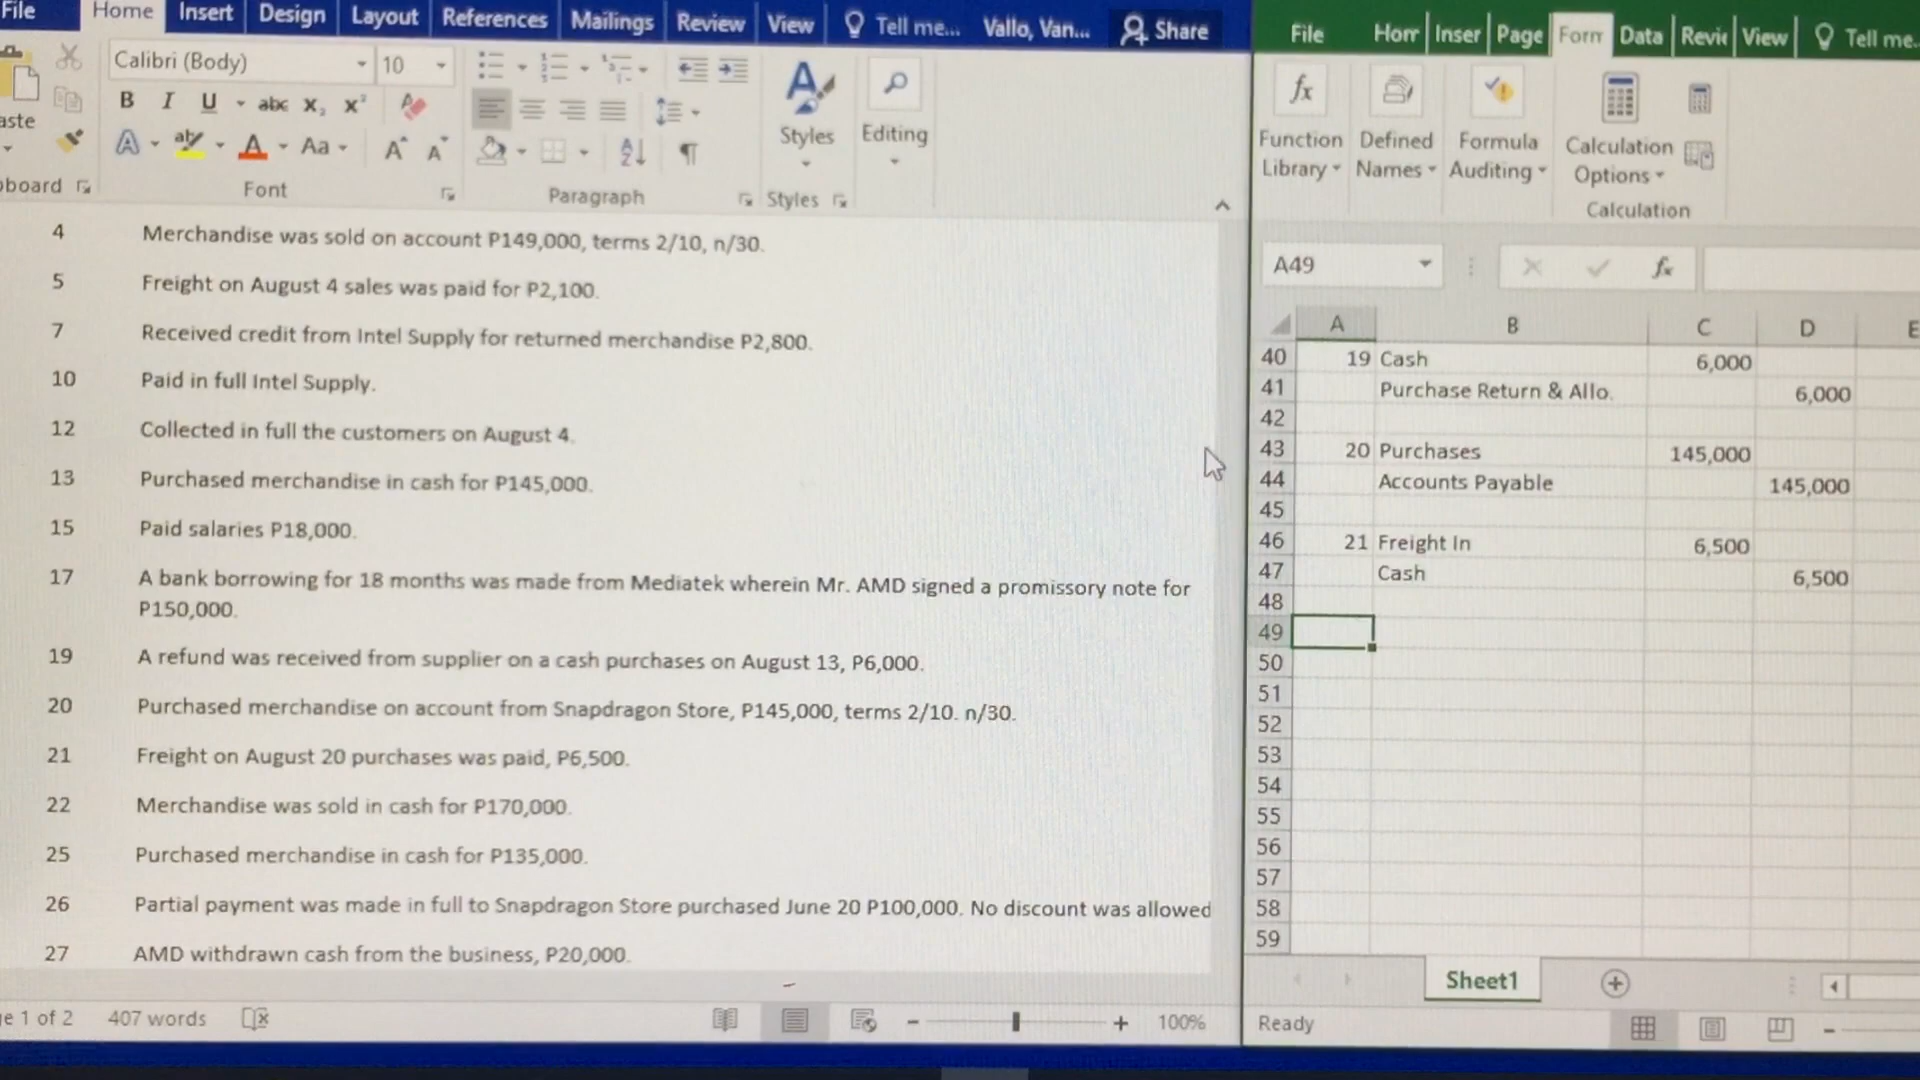 File Home Insert Design Layout References Mailings Review View Tell me... Vallo, Van... Share
Calibri (Body) 10
B I U abc X₂ X²
A aby A Aa A A
Styles Editing
Font Paragraph Styles
4 Merchandise was sold on account P149,000, terms 2/10, n/30.
5 Freight on August 4 sales was paid for P2,100.
7 Received credit from Intel Supply for returned merchandise P2,800.
10 Paid in full Intel Supply.
12 Collected in full the customers on August 4.
13 Purchased merchandise in cash for P145,000.
15 Paid salaries P18,000.
17 A bank borrowing for 18 months was made from Mediatek wherein Mr. AMD signed a promissory note for
P150,000.
19 A refund was received from supplier on a cash purchases on August 13, P6,000.
20 Purchased merchandise on account from Snapdragon Store, P145,000, terms 2/10. n/30.
21 Freight on August 20 purchases was paid, P6,500.
22 Merchandise was sold in cash for P170,000.
25 Purchased merchandise in cash for P135,000.
26 Partial payment was made in full to Snapdragon Store purchased June 20 P100,000. No discount was allowed
27 AMD withdrawn cash from the business, P20,000.
e 1 of 2 407 words 100%
File Hom Inser Page Form Data Revie View Tell me..
Function Library Defined Names Formula Auditing Calculation Options
Calculation
A49 fx
A B C D E
40 19 Cash 6,000
41 Purchase Return & Allo. 6,000
42
43 20 Purchases 145,000
44 Accounts Payable 145,000
45
46 21 Freight In 6,500
47 Cash 6,500
48
49
50
51
52
53
54
55
56
57
58
59
Sheet1
Ready